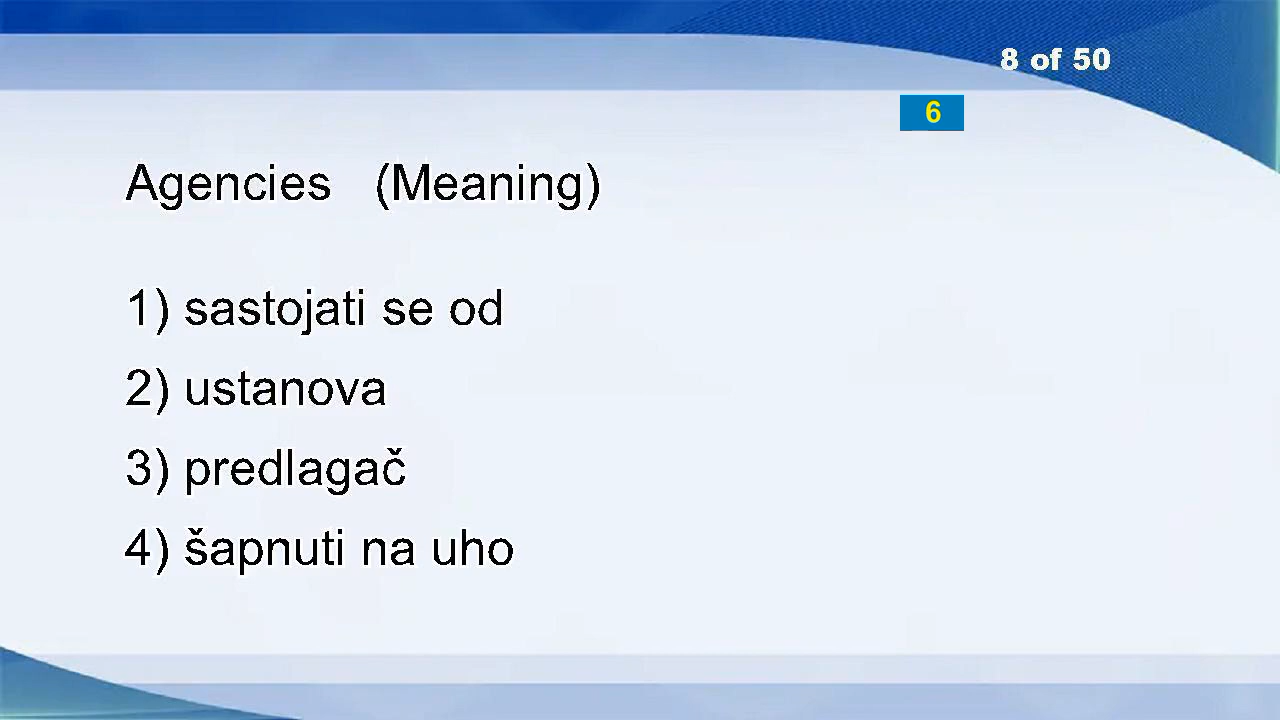 8 of 50
6
Agencies (Meaning)
1) sastojati se od
2) ustanova
3) predlagač
4) šapnuti na uho